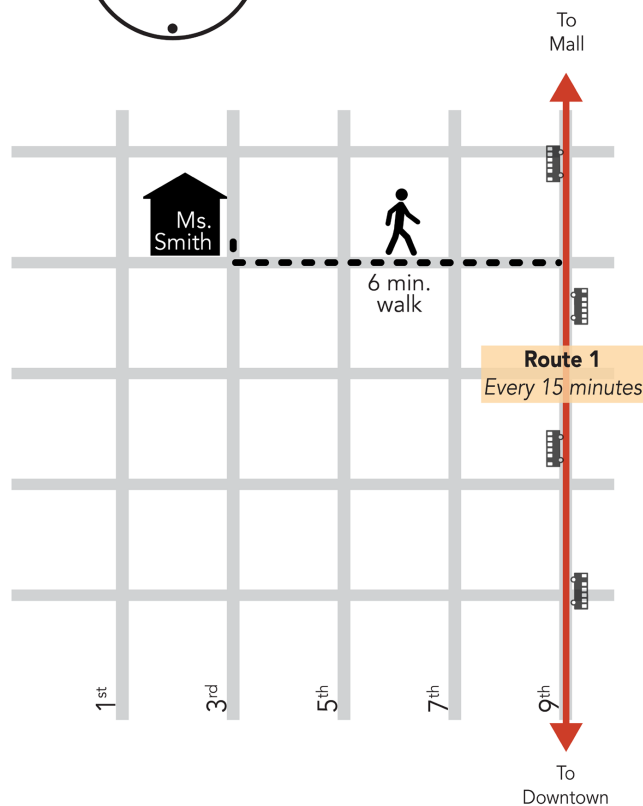 To
Mall
Ms.
Smith
6 min.
walk
Route 1
Every 15 minutes
1st
3rd
5th
7th
9th
To
Downtown